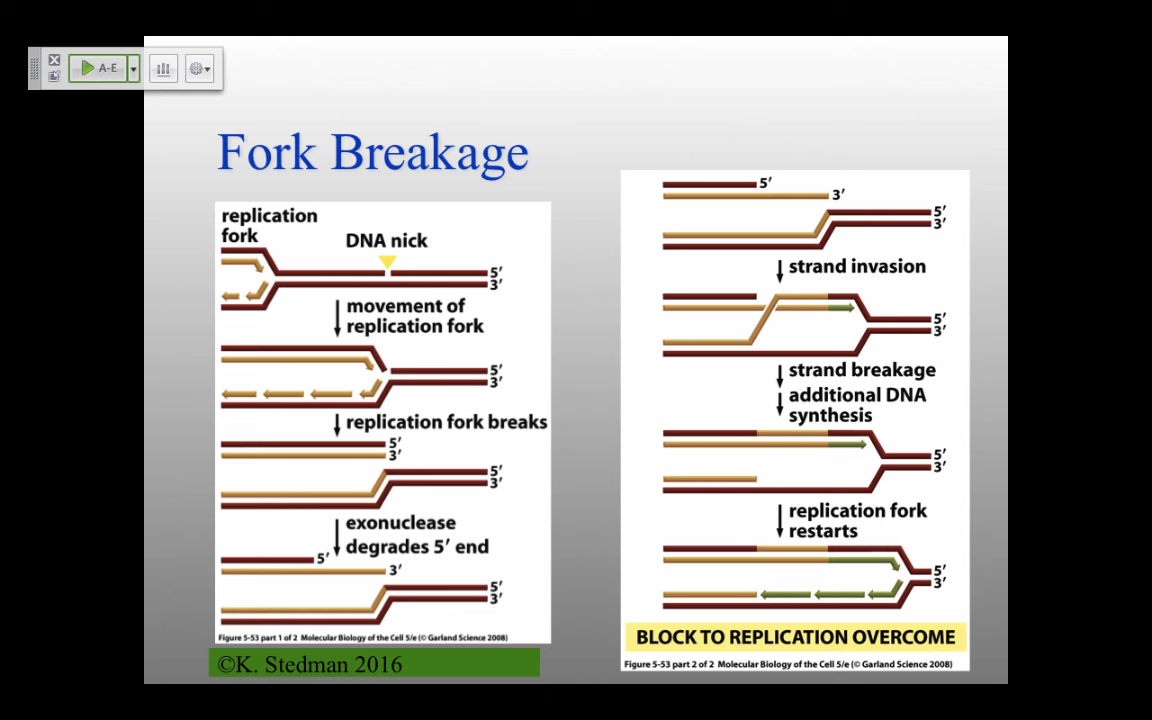 A-E
Fork Breakage
replication
fork
DNA nick
5′
3′
movement of
replication fork
5′
3′
replication fork breaks
5′
3′
5′
3′
exonuclease
degrades 5′ end
5′
3′
5′
3′
Figure 5-53 part 1 of 2 Molecular Biology of the Cell 5/e (© Garland Science 2008)
©K. Stedman 2016
5′
3′
5′
3′
strand invasion
5′
3′
strand breakage
additional DNA
synthesis
5′
3′
replication fork
restarts
5′
3′
BLOCK TO REPLICATION OVERCOME
Figure 5-53 part 2 of 2 Molecular Biology of the Cell 5/e (© Garland Science 2008)